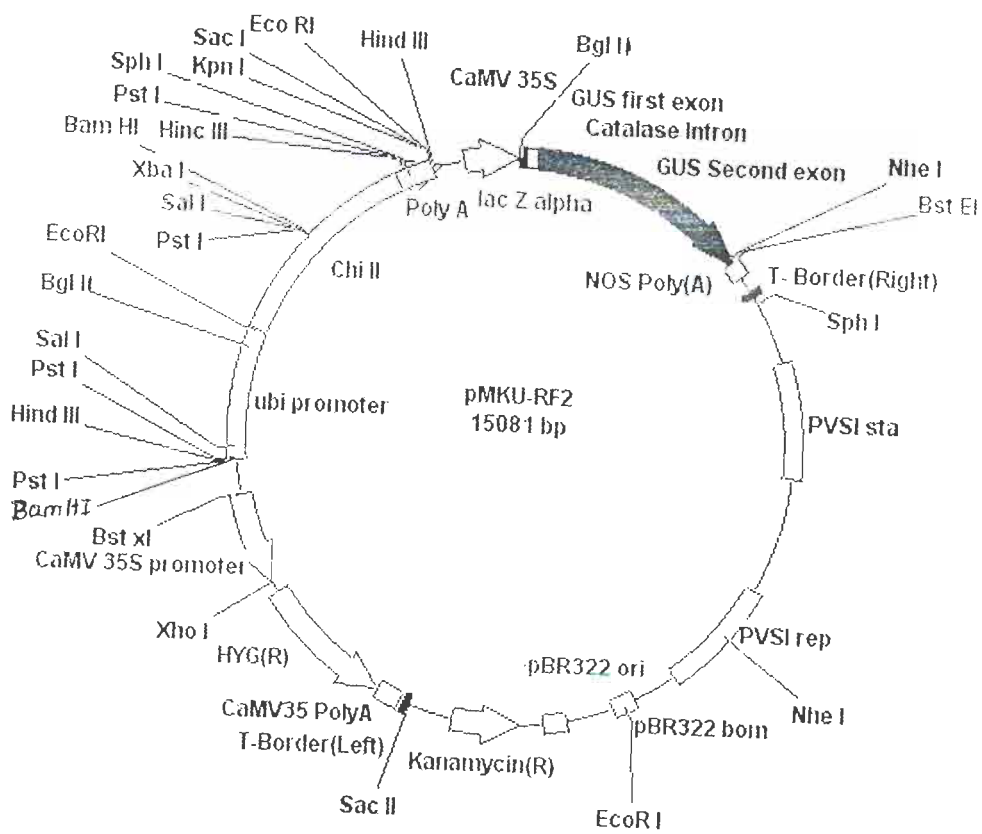 Eco RI
Sac I
Hind III
Bgl II
Sph I
Kpn I
CaMV 35S
GUS first exon
Pst I
Catalase Intron
Bam HI
Hinc III
GUS Second exon
Nhe I
Xba I
Bst EI
Sal I
Poly A
lac Z alpha
Pst I
EcoRI
Chi II
NOS Poly(A)
T- Border(Right)
Bgl II
Sph I
Sal I
Pst I
ubi promoter
pMKU-RF2
15081 bp
Hind III
PVSI sta
Pst I
BamHI
Bst xI
CaMV 35S promoter
Xho I
HYG(R)
PVSI rep
pBR322 ori
CaMV35 PolyA
Nhe I
T-Border(Left)
pBR322 bom
Kanamycin(R)
Sac II
EcoR I